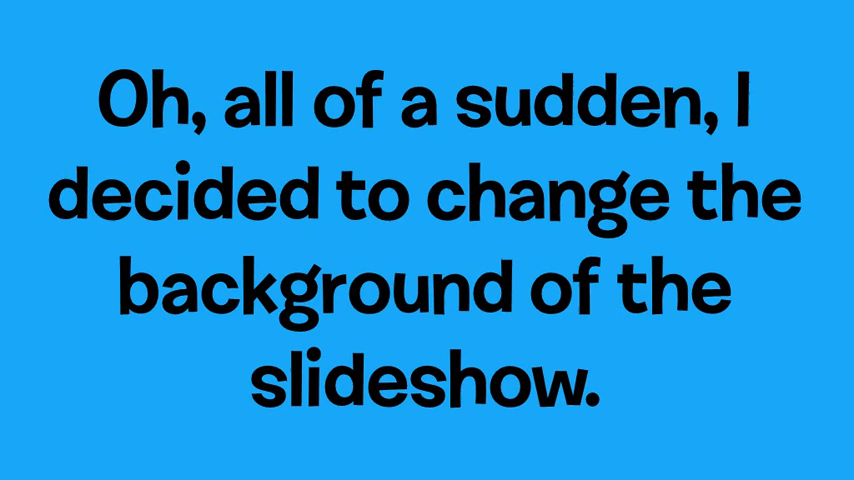 Oh, all of a sudden, I
decided to change the
background of the
slideshow.